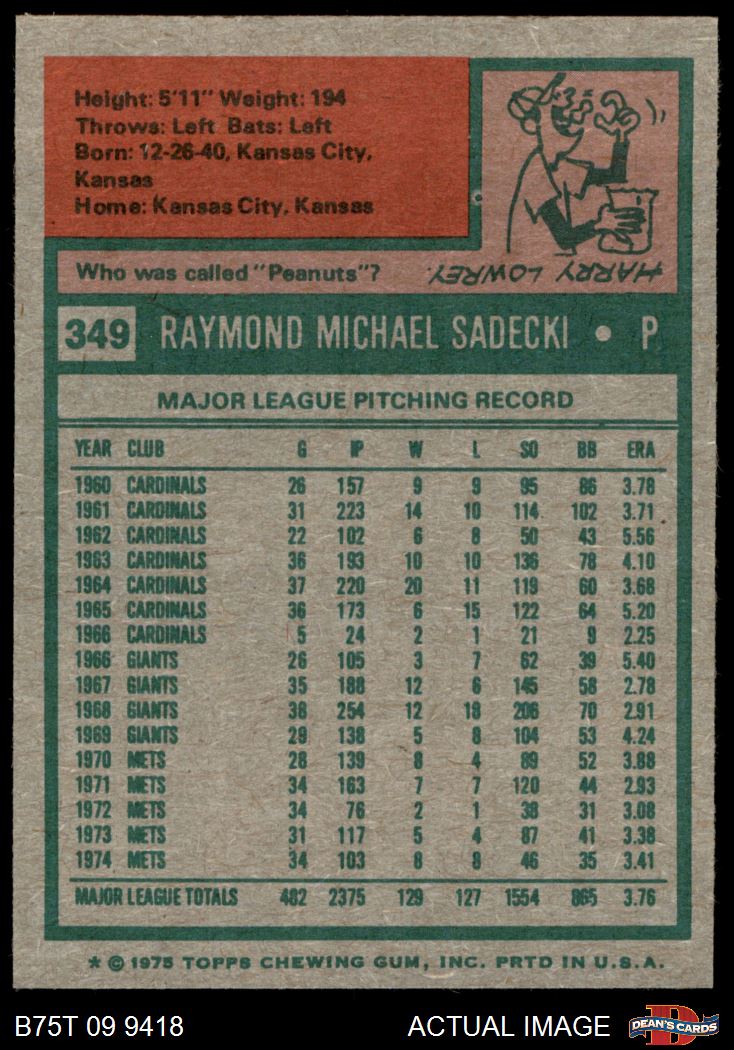 Height: 5'11" Weight: 194
Throws: Left Bats: Left
Born: 12-26-40, Kansas City,
Kansas
Home: Kansas City, Kansas
Who was called "Peanuts"?
HARRY LOWREY.
349 RAYMOND MICHAEL SADECKI • P
MAJOR LEAGUE PITCHING RECORD
YEAR CLUB G IP W L SO BB ERA
1960 CARDINALS 26 157 9 9 95 86 3.78
1961 CARDINALS 31 223 14 10 114 102 3.71
1962 CARDINALS 22 102 6 8 50 43 5.56
1963 CARDINALS 36 193 10 10 136 78 4.10
1964 CARDINALS 37 220 20 11 119 60 3.68
1965 CARDINALS 36 173 6 15 122 64 5.20
1966 CARDINALS 5 24 2 1 21 9 2.25
1966 GIANTS 26 105 3 7 62 39 5.40
1967 GIANTS 35 188 12 6 145 58 2.78
1968 GIANTS 38 254 12 18 206 70 2.91
1969 GIANTS 29 138 5 8 104 53 4.24
1970 METS 28 139 8 4 89 52 3.88
1971 METS 34 163 7 7 120 44 2.93
1972 METS 34 76 2 1 38 31 3.08
1973 METS 31 117 5 4 87 41 3.38
1974 METS 34 103 8 8 46 35 3.41
MAJOR LEAGUE TOTALS 482 2375 129 127 1554 865 3.76
* © 1975 TOPPS CHEWING GUM, INC. PRTD IN U.S.A.
B75T 09 9418 ACTUAL IMAGE DEAN'S CARDS